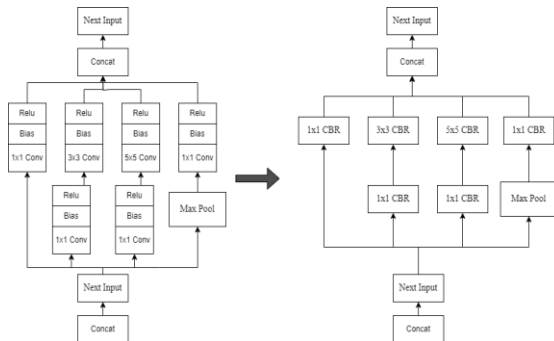 Next Input
Concat
Relu
Bias
1x1 Conv
Relu
Bias
3x3 Conv
Relu
Bias
5x5 Conv
Relu
Bias
1x1 Conv
Relu
Bias
1x1 Conv
Relu
Bias
1x1 Conv
Max Pool
Next Input
Concat
Next Input
Concat
1x1 CBR
3x3 CBR
5x5 CBR
1x1 CBR
1x1 CBR
1x1 CBR
Max Pool
Next Input
Concat